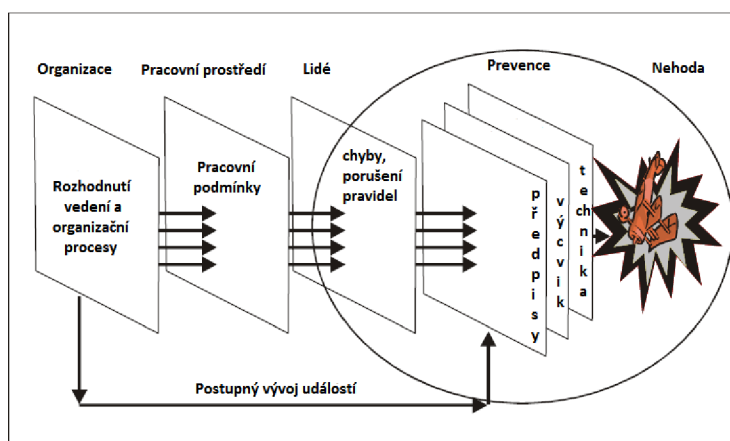 Organizace
Pracovní prostředí
Lidé
Prevence
Nehoda
Rozhodnutí
vedení a
organizační
procesy
Pracovní
podmínky
chyby,
porušení
pravidel
předpisy
výcvik
technika
Postupný vývoj událostí